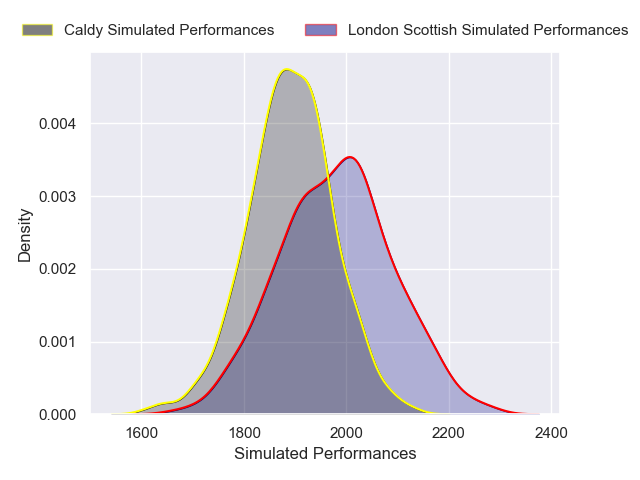 Caldy Simulated Performances
London Scottish Simulated Performances
0.004
0.003
0.002
0.001
0.000
Density
1600
1800
2000
2200
2400
Simulated Performances